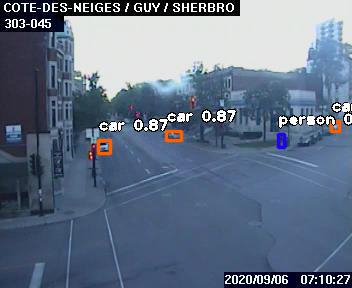 COTE-DES-NEIGES / GUY / SHERBRO
303-045
car 0.87
car 0.87
car
person 0
2020/09/06 07:10:27